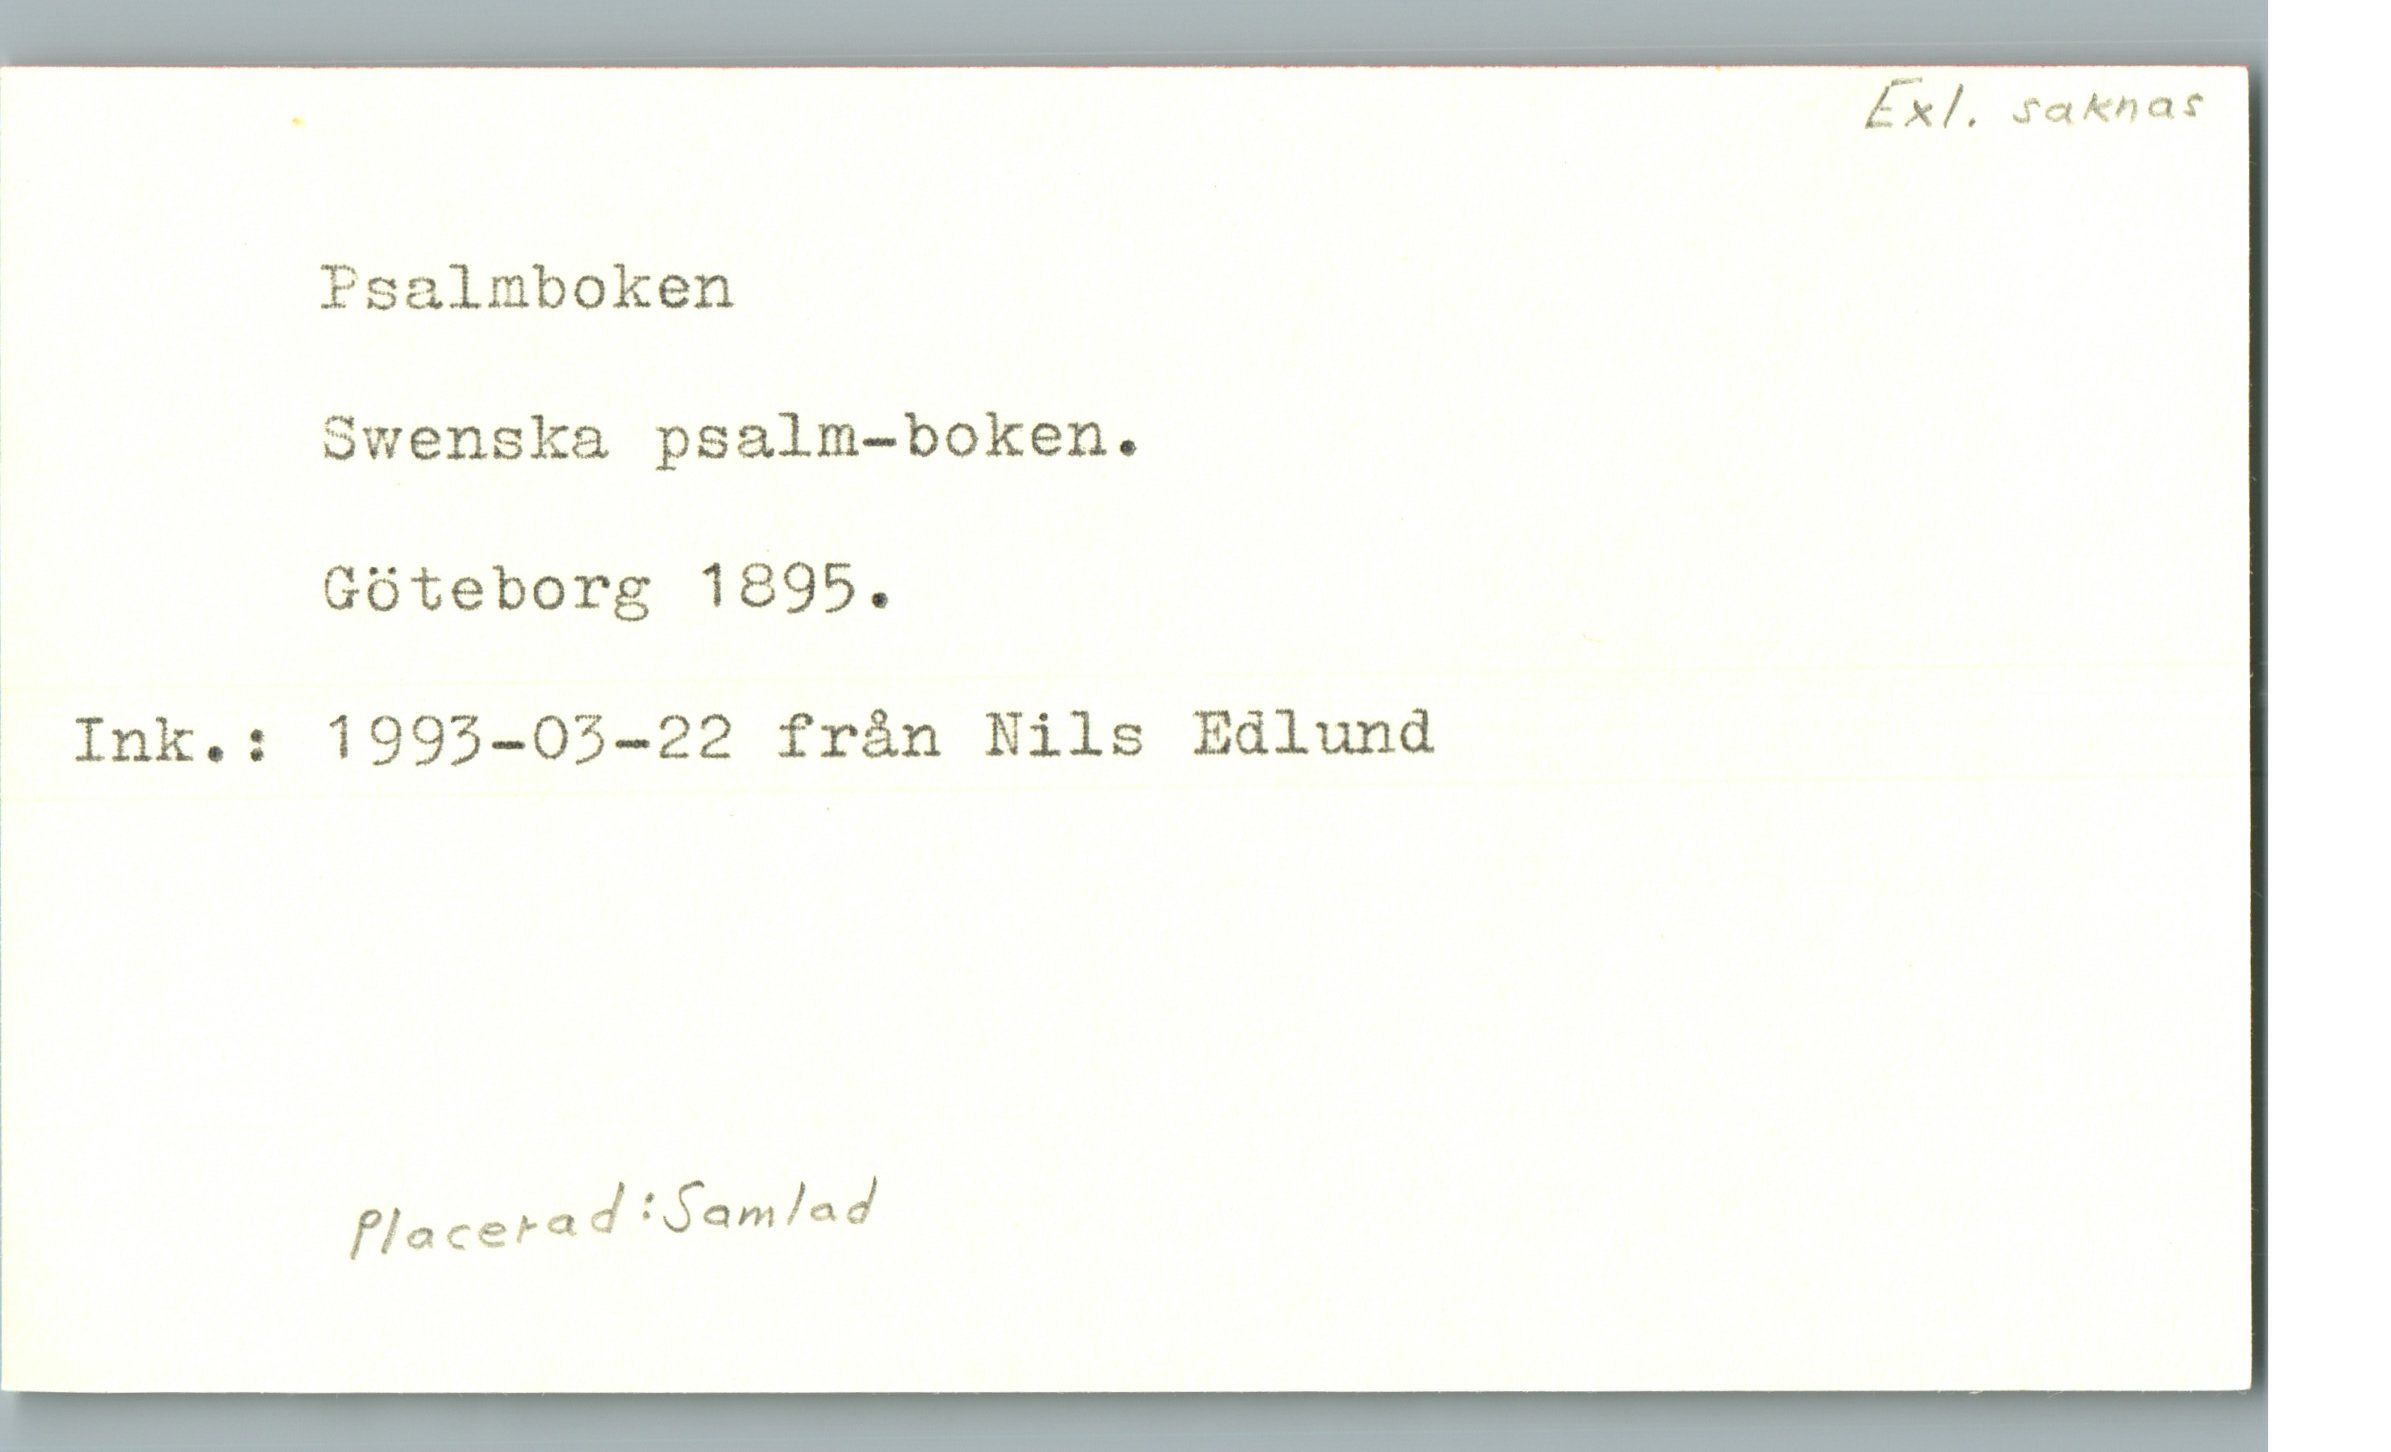 Exl. saknas
Psalmboken
Swenska psalm-boken.
Göteborg 1895.
Ink.: 1993-03-22 från Nils Edlund
Placerad: Samlad